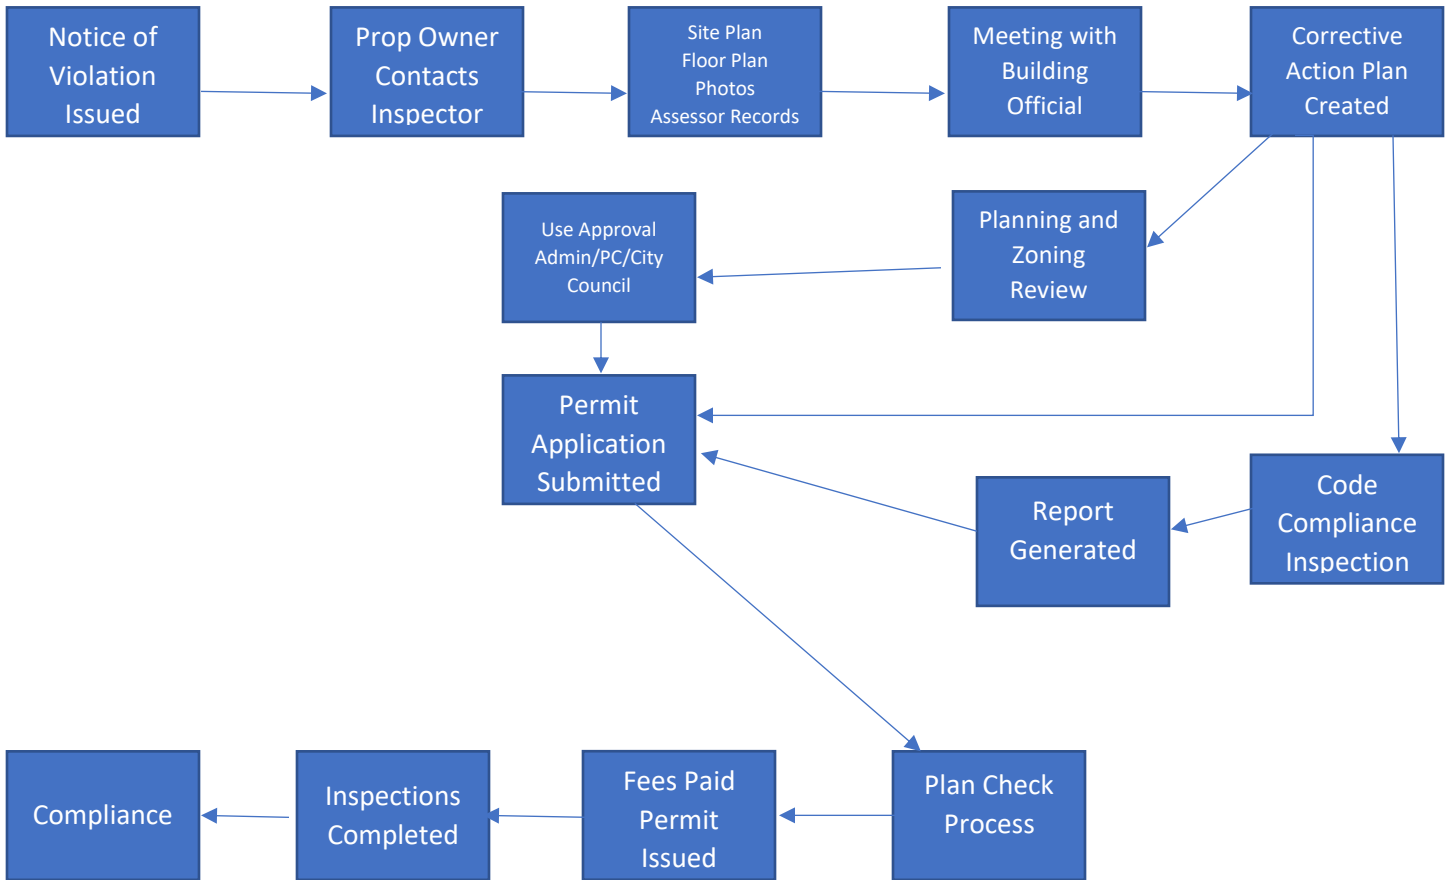 Notice of
Violation
Issued
Prop Owner
Contacts
Inspector
Site Plan
Floor Plan
Photos
Assessor Records
Meeting with
Building
Official
Corrective
Action Plan
Created
Use Approval
Admin/PC/City
Council
Planning and
Zoning
Review
Permit
Application
Submitted
Report
Generated
Code
Compliance
Inspection
Compliance
Inspections
Completed
Fees Paid
Permit
Issued
Plan Check
Process